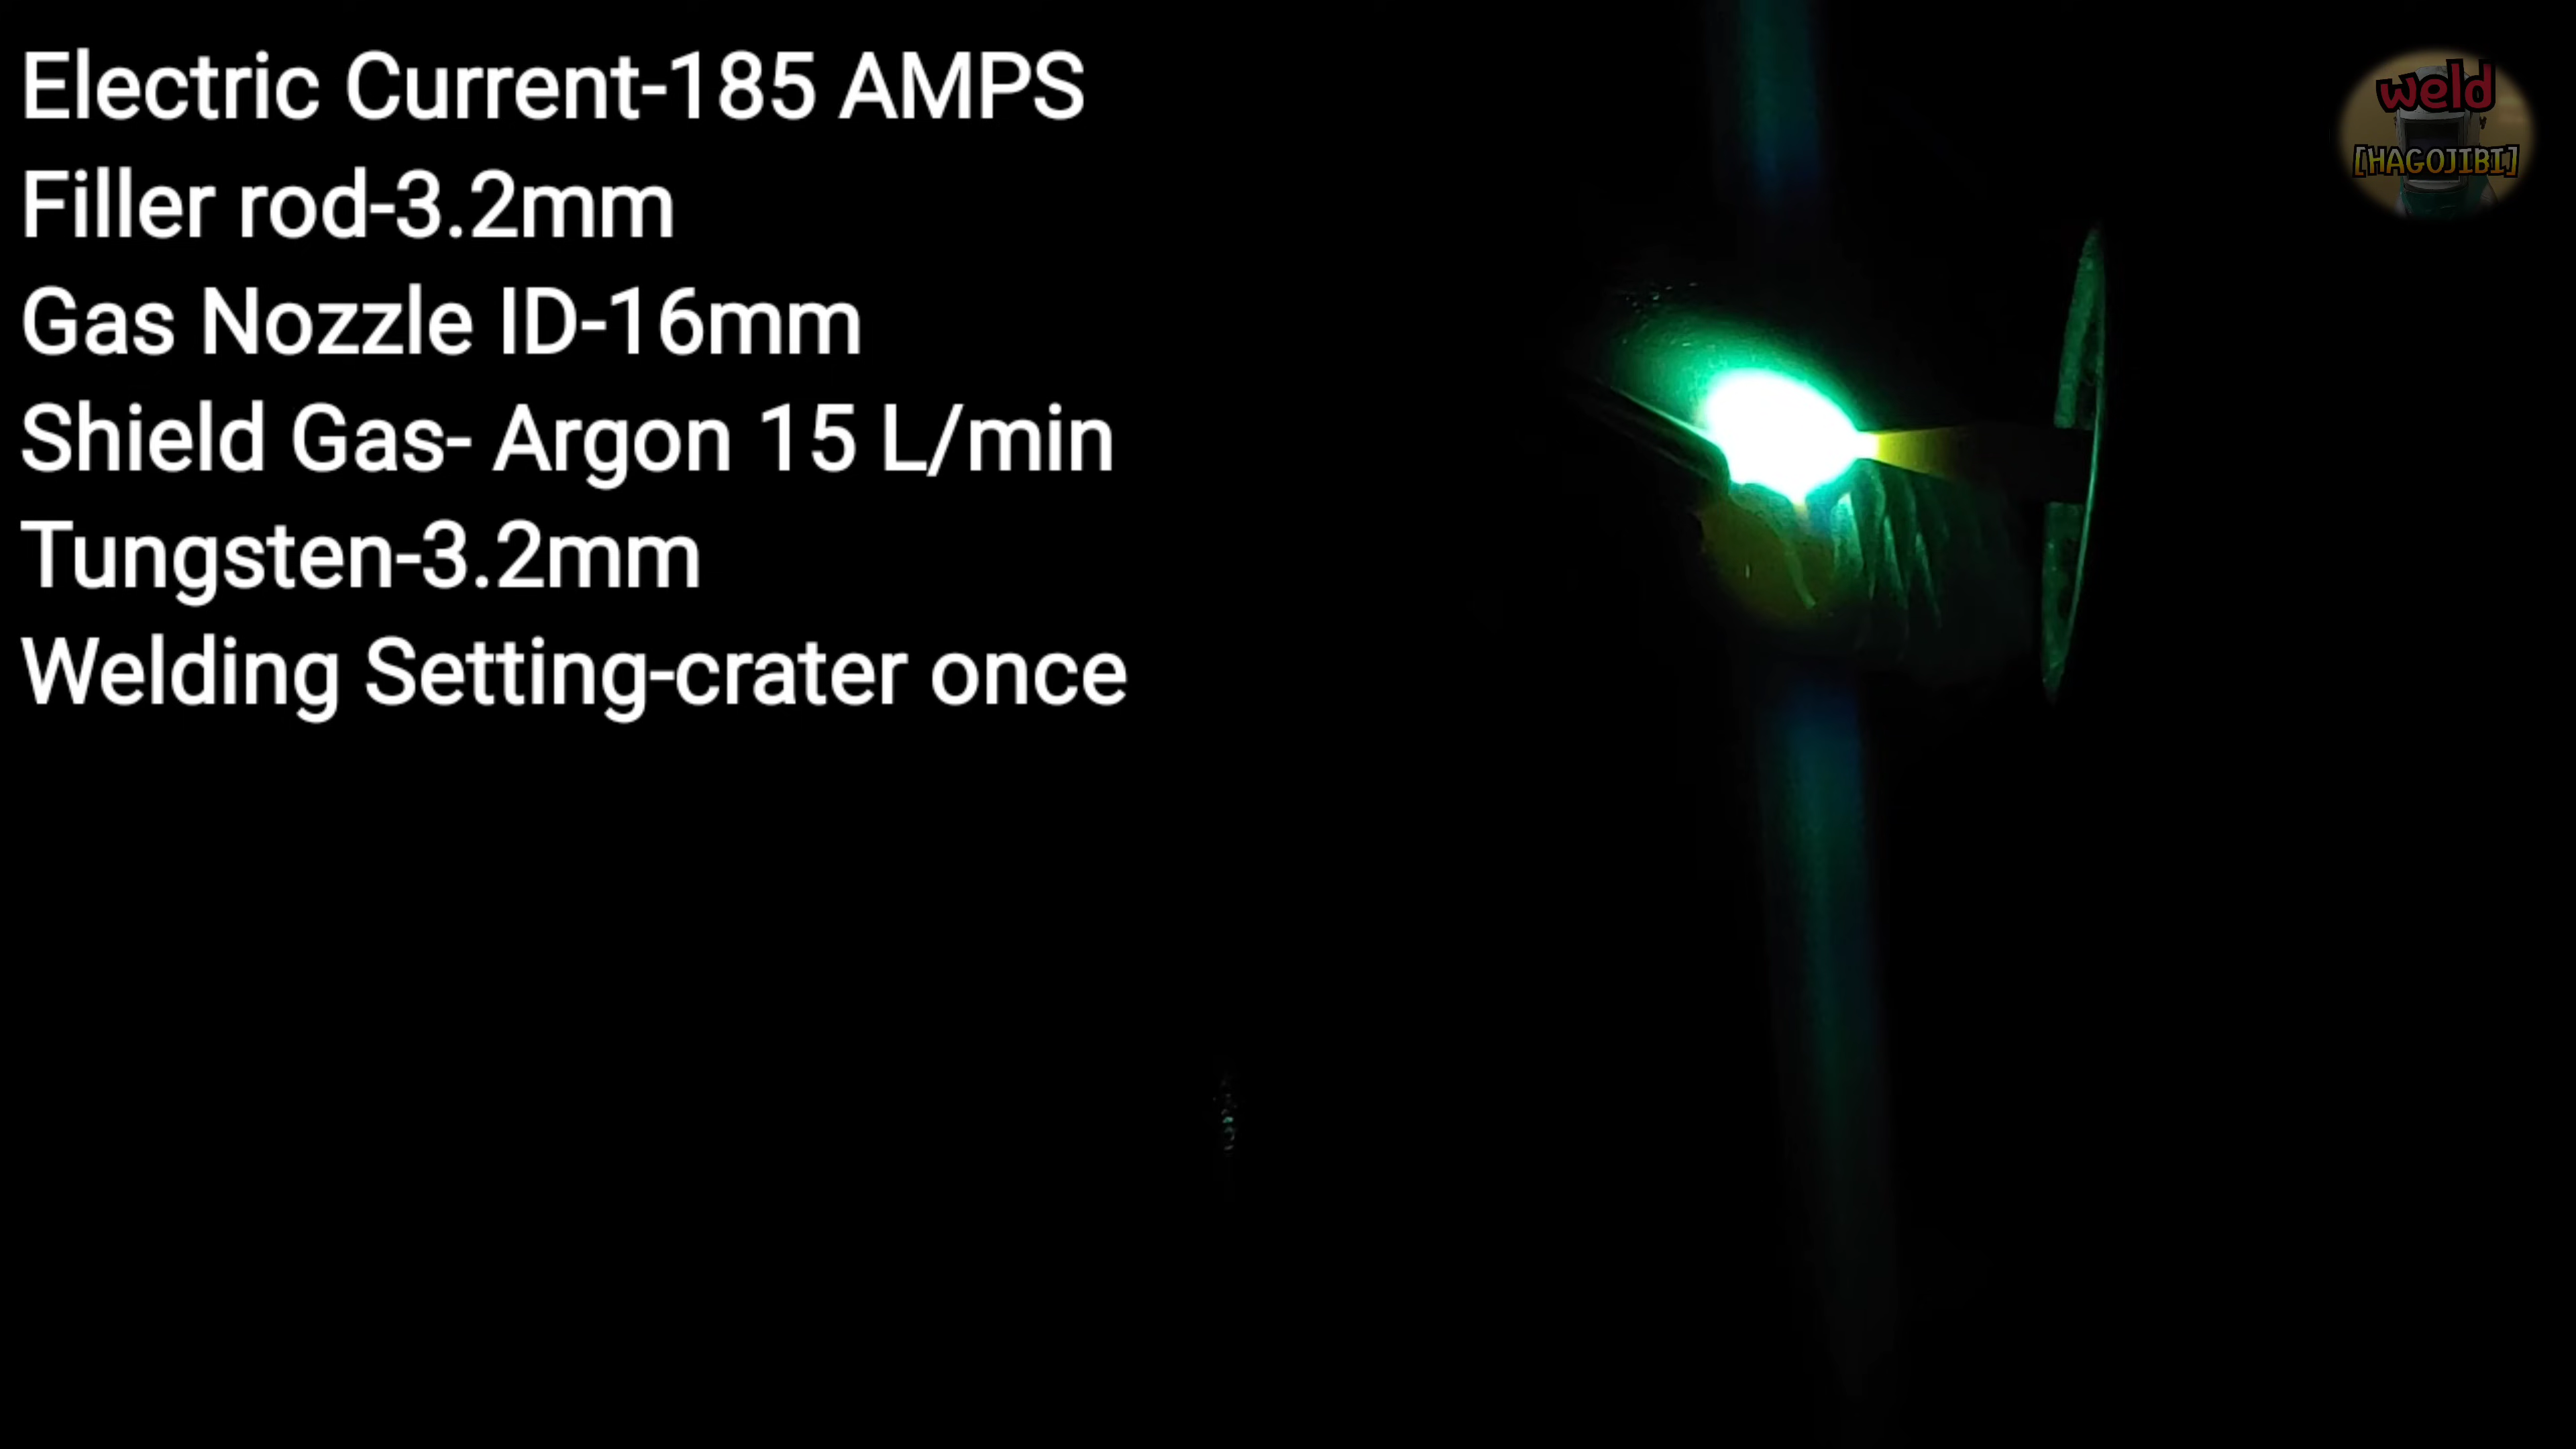 Electric Current-185 AMPS
Filler rod-3.2mm
Gas Nozzle ID-16mm
Shield Gas- Argon 15 L/min
Tungsten-3.2mm
Welding Setting-crater once
weld
[HAGOJIBI]